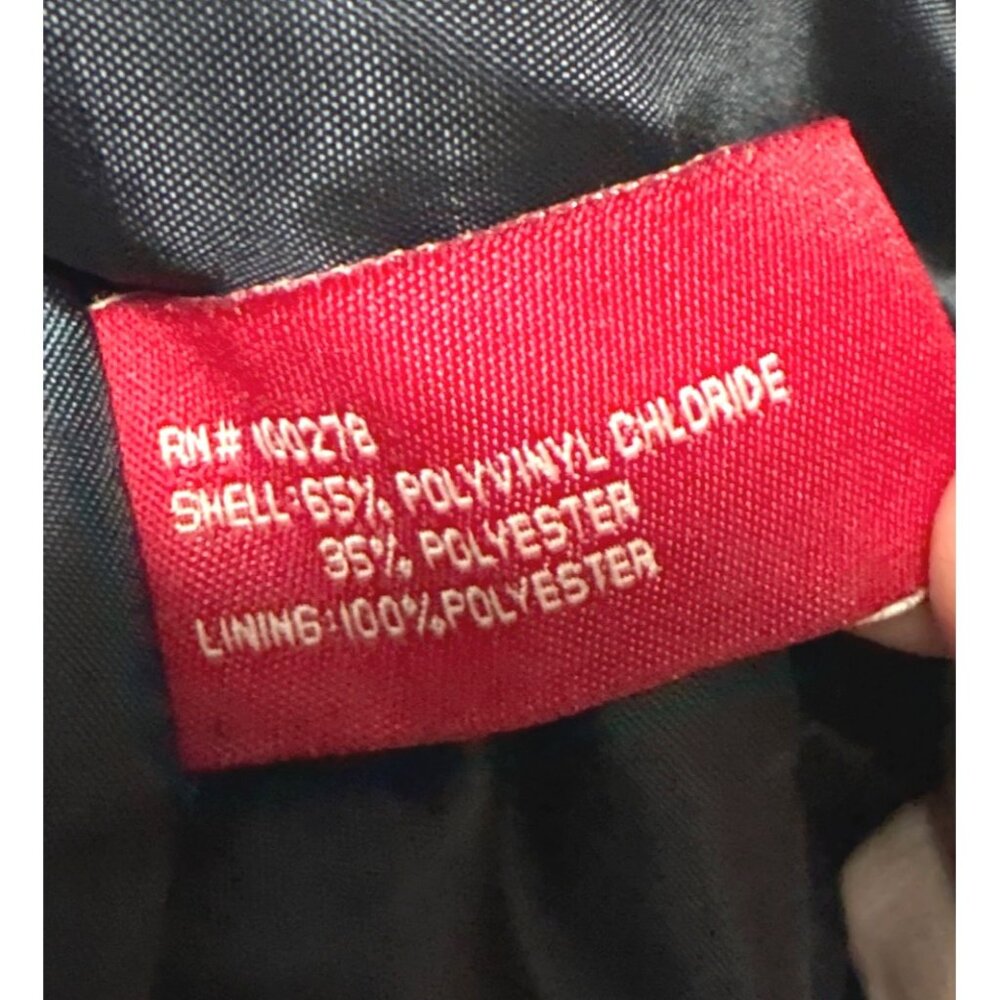 RN# 100278
SHELL:65% POLYVINYL CHLORIDE
35% POLYESTER
LINING:100%POLYESTER